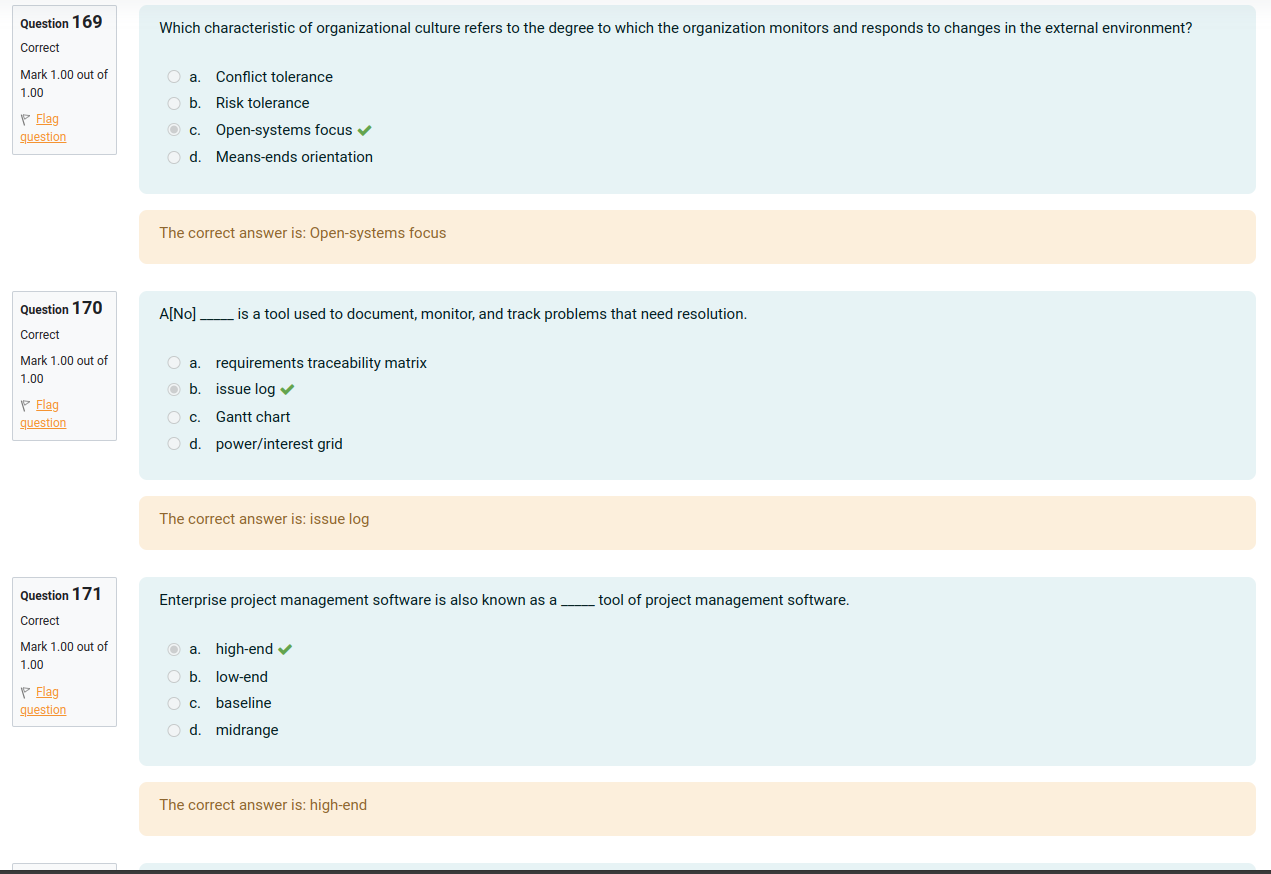 Question 169
Correct
Mark 1.00 out of
1.00
Flag
question
Which characteristic of organizational culture refers to the degree to which the organization monitors and responds to changes in the external environment?
a. Conflict tolerance
b. Risk tolerance
c. Open-systems focus
d. Means-ends orientation
The correct answer is: Open-systems focus
Question 170
Correct
Mark 1.00 out of
1.00
Flag
question
A[No] _____ is a tool used to document, monitor, and track problems that need resolution.
a. requirements traceability matrix
b. issue log
c. Gantt chart
d. power/interest grid
The correct answer is: issue log
Question 171
Correct
Mark 1.00 out of
1.00
Flag
question
Enterprise project management software is also known as a _____ tool of project management software.
a. high-end
b. low-end
c. baseline
d. midrange
The correct answer is: high-end